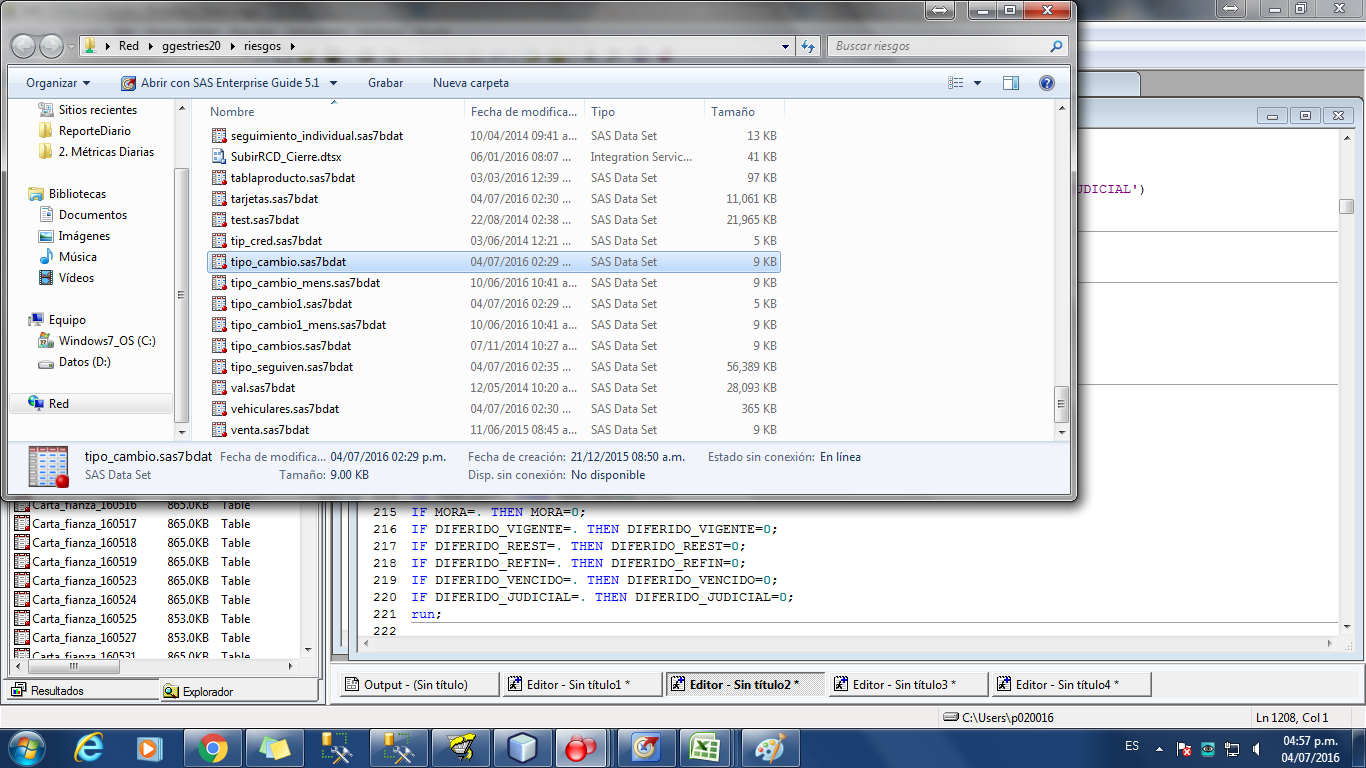 Red ▸ ggestries20 ▸ riesgos ▸
Buscar riesgos
Organizar
Abrir con SAS Enterprise Guide 5.1
Grabar
Nueva carpeta
Sitios recientes
ReporteDiario
2. Métricas Diarias
Bibliotecas
Documentos
Imágenes
Música
Vídeos
Equipo
Windows7_OS (C:)
Datos (D:)
Red
Nombre Fecha de modifica... Tipo Tamaño
seguimiento_individual.sas7bdat 10/04/2014 09:41 a... SAS Data Set 13 KB
SubirRCD_Cierre.dtsx 06/01/2016 08:07 ... Integration Servic... 41 KB
tablaproducto.sas7bdat 03/03/2016 12:39 ... SAS Data Set 97 KB
tarjetas.sas7bdat 04/07/2016 02:30 ... SAS Data Set 11,061 KB
test.sas7bdat 22/08/2014 02:38 ... SAS Data Set 21,965 KB
tip_cred.sas7bdat 03/06/2014 12:21 ... SAS Data Set 5 KB
tipo_cambio.sas7bdat 04/07/2016 02:29 ... SAS Data Set 9 KB
tipo_cambio_mens.sas7bdat 10/06/2016 10:41 a... SAS Data Set 9 KB
tipo_cambio1.sas7bdat 04/07/2016 02:29 ... SAS Data Set 5 KB
tipo_cambio1_mens.sas7bdat 10/06/2016 10:41 a... SAS Data Set 9 KB
tipo_cambios.sas7bdat 07/11/2014 10:27 a... SAS Data Set 9 KB
tipo_seguiven.sas7bdat 04/07/2016 02:35 ... SAS Data Set 56,389 KB
val.sas7bdat 12/05/2014 10:20 a... SAS Data Set 28,093 KB
vehiculares.sas7bdat 04/07/2016 02:30 ... SAS Data Set 365 KB
venta.sas7bdat 11/06/2015 08:45 a... SAS Data Set 9 KB
tipo_cambio.sas7bdat Fecha de modifica... 04/07/2016 02:29 p.m. Fecha de creación: 21/12/2015 08:50 a.m. Estado sin conexión: En línea
SAS Data Set Tamaño: 9.00 KB Disp. sin conexión: No disponible
JUDICIAL')
Carta_fianza_160516 865.0KB Table
Carta_fianza_160517 865.0KB Table
Carta_fianza_160518 865.0KB Table
Carta_fianza_160519 865.0KB Table
Carta_fianza_160523 865.0KB Table
Carta_fianza_160524 865.0KB Table
Carta_fianza_160525 853.0KB Table
Carta_fianza_160527 853.0KB Table
Carta_fianza_160531 865.0KB Table
215 IF MORA=. THEN MORA=0;
216 IF DIFERIDO_VIGENTE=. THEN DIFERIDO_VIGENTE=0;
217 IF DIFERIDO_REEST=. THEN DIFERIDO_REEST=0;
218 IF DIFERIDO_REFIN=. THEN DIFERIDO_REFIN=0;
219 IF DIFERIDO_VENCIDO=. THEN DIFERIDO_VENCIDO=0;
220 IF DIFERIDO_JUDICIAL=. THEN DIFERIDO_JUDICIAL=0;
221 run;
222
Resultados
Explorador
Output - (Sin título)
Editor - Sin título1 *
Editor - Sin título2 *
Editor - Sin título3 *
Editor - Sin título4 *
C:\Users\p020016
Ln 1208, Col 1
ES
04:57 p.m.
04/07/2016